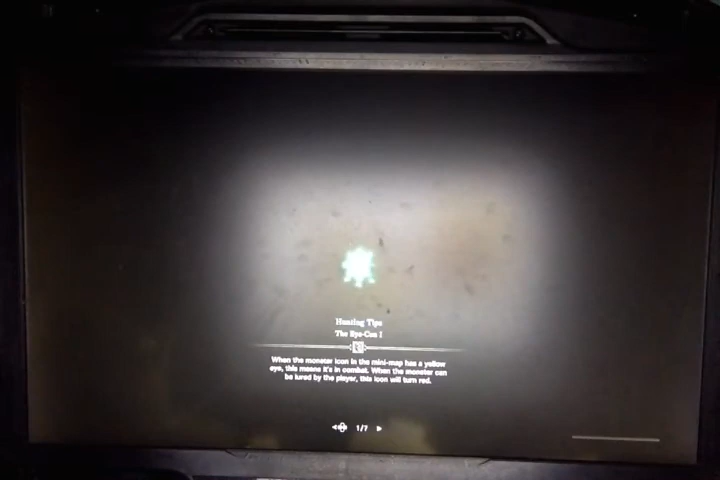 Hunting Tips
The Eye-Con I
When the monster icon in the mini-map has a yellow
eye, this means it's in combat. When the monster can
be lured by the player, this icon will turn red.
1/7